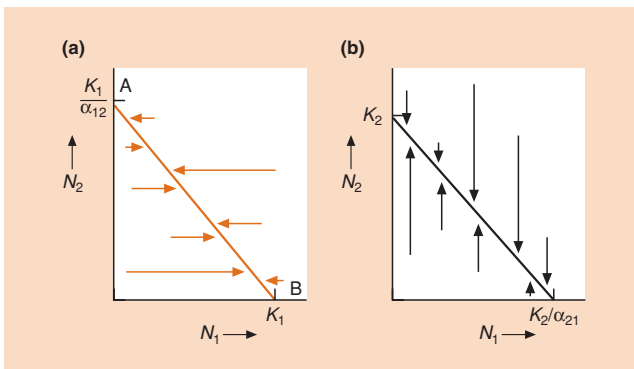 (a)
K₁
α₁₂
A
N₂
B
K₁
N₁
(b)
K₂
N₂
K₂/α₂₁
N₁